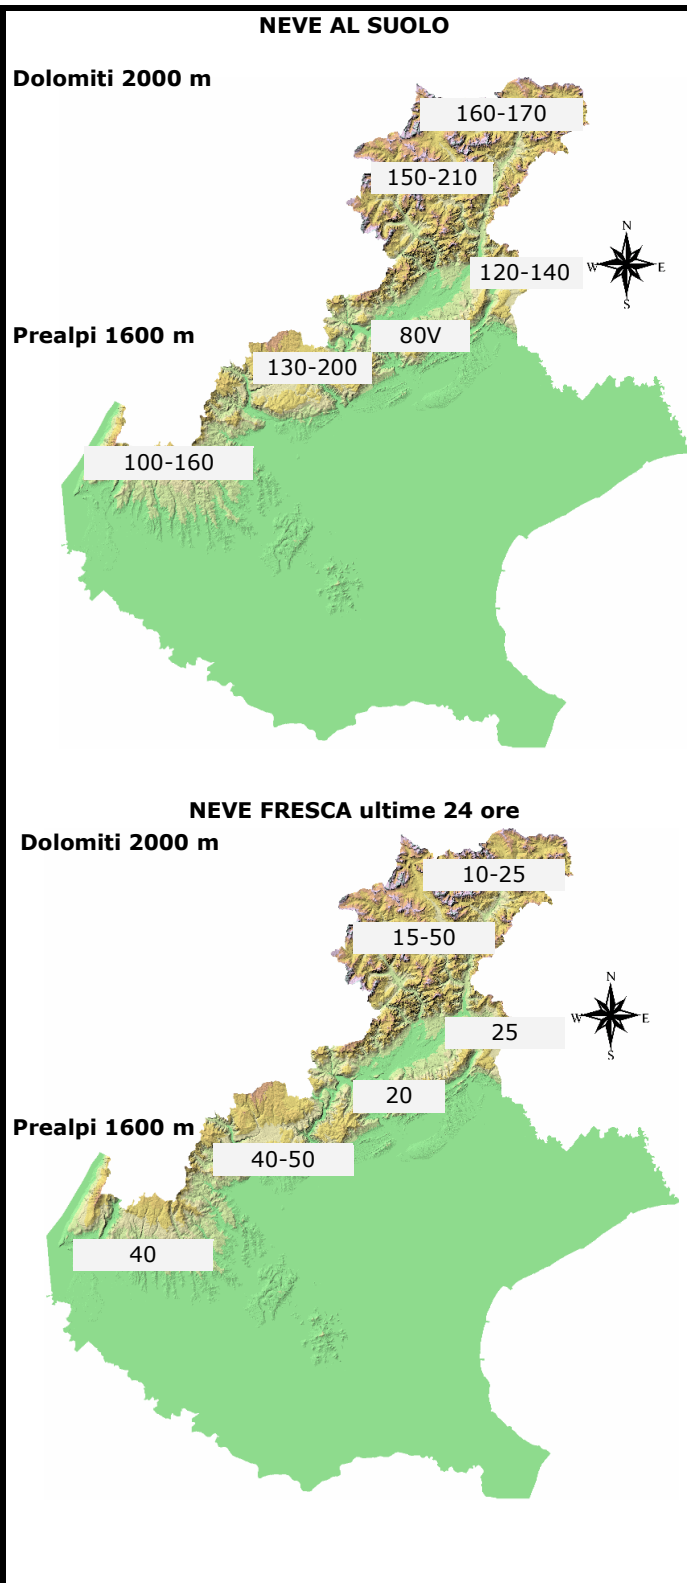 NEVE AL SUOLO
Dolomiti 2000 m
160-170
150-210
N
W E
S
120-140
Prealpi 1600 m
80V
130-200
100-160
NEVE FRESCA ultime 24 ore
Dolomiti 2000 m
10-25
15-50
N
W E
S
25
20
Prealpi 1600 m
40-50
40